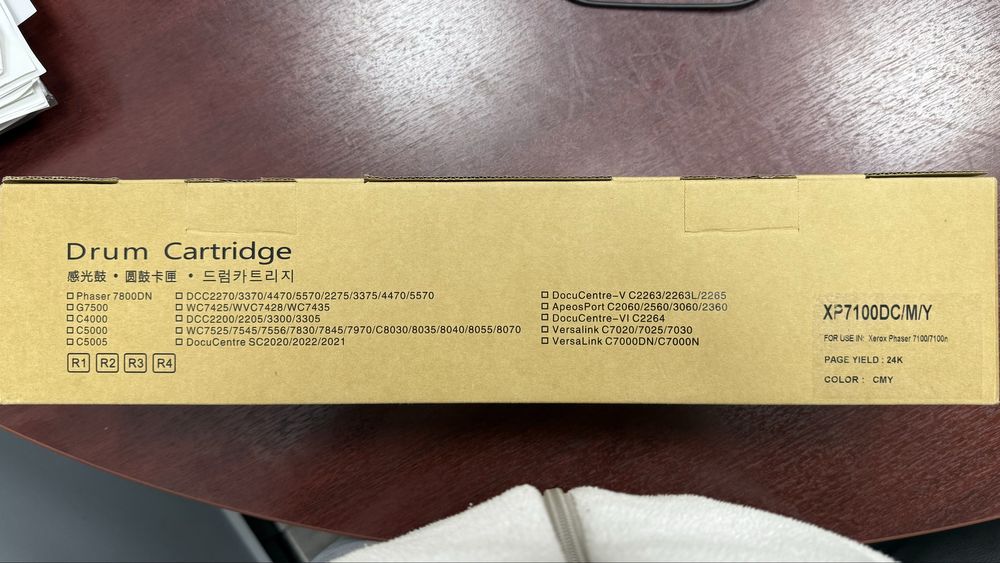 Drum Cartridge
感光鼓 • 圆鼓卡匣 • 드럼카트리지
□ Phaser 7800DN
□ G7500
□ C4000
□ C5000
□ C5005
□ DCC2270/3370/4470/5570/2275/3375/4470/5570
□ WC7425/WVC7428/WC7435
□ DCC2200/2205/3300/3305
□ WC7525/7545/7556/7830/7845/7970/C8030/8035/8040/8055/8070
□ DocuCentre SC2020/2022/2021
□ DocuCentre-V C2263/2263L/2265
□ ApeosPort C2060/2560/3060/2360
□ DocuCentre-VI C2264
□ Versalink C7020/7025/7030
□ VersaLink C7000DN/C7000N
R1 R2 R3 R4
XP7100DC/M/Y
FOR USE IN: Xerox Phaser 7100/7100n
PAGE YIELD : 24K
COLOR : CMY